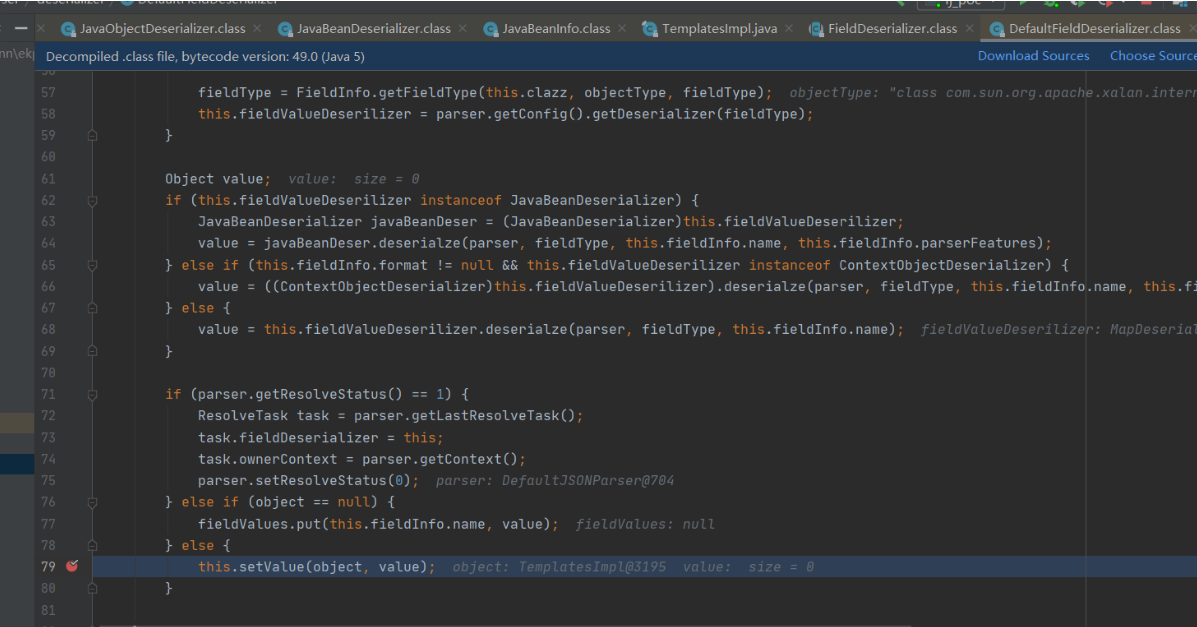 JavaObjectDeserializer.class JavaBeanDeserializer.class JavaBeanInfo.class TemplatesImpl.java FieldDeserializer.class DefaultFieldDeserializer.class
Decompiled .class file, bytecode version: 49.0 (Java 5) Download Sources Choose Source
57 fieldType = FieldInfo.getFieldType(this.clazz, objectType, fieldType); objectType: "class com.sun.org.apache.xalan.intern
58 this.fieldValueDeserilizer = parser.getConfig().getDeserializer(fieldType);
59 }
60
61 Object value; value: size = 0
62 if (this.fieldValueDeserilizer instanceof JavaBeanDeserializer) {
63 JavaBeanDeserializer javaBeanDeser = (JavaBeanDeserializer)this.fieldValueDeserilizer;
64 value = javaBeanDeser.deserialze(parser, fieldType, this.fieldInfo.name, this.fieldInfo.parserFeatures);
65 } else if (this.fieldInfo.format != null && this.fieldValueDeserilizer instanceof ContextObjectDeserializer) {
66 value = ((ContextObjectDeserializer)this.fieldValueDeserilizer).deserialze(parser, fieldType, this.fieldInfo.name, this.fi
67 } else {
68 value = this.fieldValueDeserilizer.deserialze(parser, fieldType, this.fieldInfo.name); fieldValueDeserilizer: MapDeserial
69 }
70
71 if (parser.getResolveStatus() == 1) {
72 ResolveTask task = parser.getLastResolveTask();
73 task.fieldDeserializer = this;
74 task.ownerContext = parser.getContext();
75 parser.setResolveStatus(0); parser: DefaultJSONParser@704
76 } else if (object == null) {
77 fieldValues.put(this.fieldInfo.name, value); fieldValues: null
78 } else {
79 this.setValue(object, value); object: TemplatesImpl@3195 value: size = 0
80 }
81